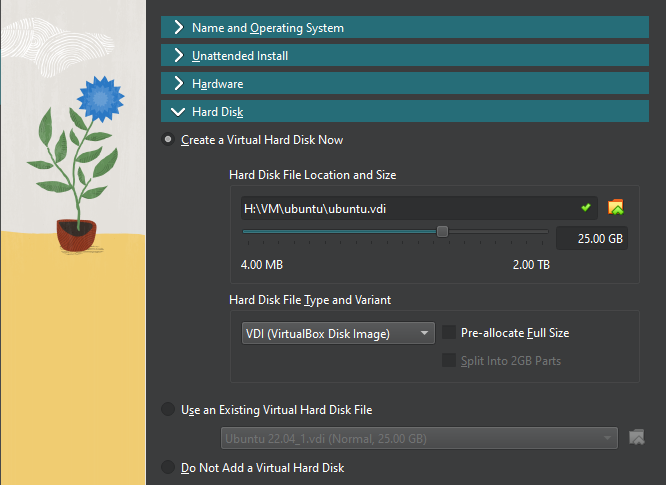 Name and Operating System
Unattended Install
Hardware
Hard Disk
Create a Virtual Hard Disk Now
Hard Disk File Location and Size
H:\VM\ubuntu\ubuntu.vdi
25.00 GB
4.00 MB 2.00 TB
Hard Disk File Type and Variant
VDI (VirtualBox Disk Image) Pre-allocate Full Size
Split Into 2GB Parts
Use an Existing Virtual Hard Disk File
Ubuntu 22.04_1.vdi (Normal, 25.00 GB)
Do Not Add a Virtual Hard Disk